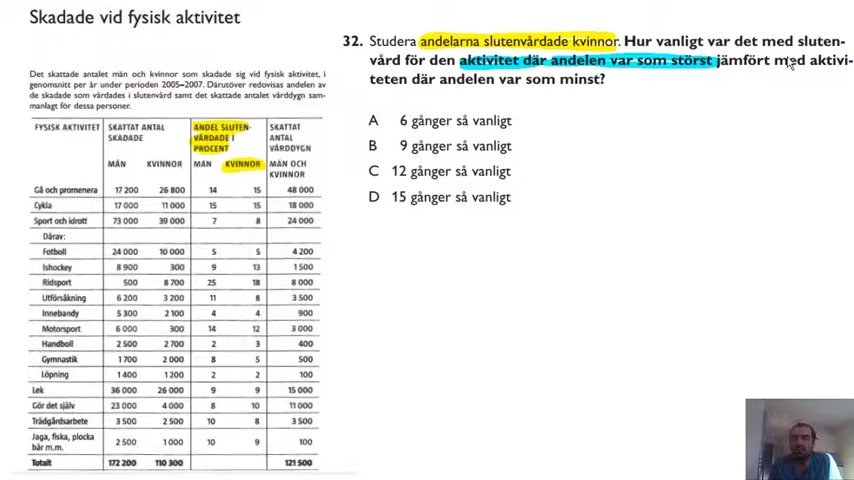 Skadade vid fysisk aktivitet
Det skattade antalet män och kvinnor som skadade sig vid fysisk aktivitet, i
genomsnitt per år under perioden 2005–2007. Därutöver redovisas andelen av
de skadade som vårdades i slutenvård samt det skattade antalet vårddygn sam-
manlagt för dessa personer.
FYSISK AKTIVITET SKATTAT ANTAL SKADADE ANDEL SLUTEN- VÅRDADE I PROCENT SKATTAT ANTAL VÅRDDYGN
MÄN KVINNOR MÄN KVINNOR MÄN OCH KVINNOR
Gå och promenera 17 200 26 800 14 15 48 000
Cykla 17 000 11 000 15 15 18 000
Sport och idrott 73 000 39 000 7 8 24 000
Därav:
Fotboll 24 000 10 000 5 5 4 200
Ishockey 8 900 300 9 13 1 500
Ridsport 500 8 700 25 18 8 000
Utförsåkning 6 200 3 200 11 8 3 500
Innebandy 5 300 2 100 4 4 900
Motorsport 6 000 300 14 12 3 000
Handboll 2 500 2 700 2 3 400
Gymnastik 1 700 2 000 8 5 500
Löpning 1 400 1 200 2 2 100
Lek 36 000 26 000 9 9 15 000
Gör det själv 23 000 4 000 8 10 11 000
Trädgårdsarbete 3 500 2 500 10 8 3 500
Jaga, fiska, plocka
bär m.m. 2 500 1 000 10 9 100
Totalt 172 200 110 300 121 500
32. Studera andelarna slutenvårdade kvinnor. Hur vanligt var det med sluten-
vård för den aktivitet där andelen var som störst jämfört med aktivi-
teten där andelen var som minst?
A 6 gånger så vanligt
B 9 gånger så vanligt
C 12 gånger så vanligt
D 15 gånger så vanligt